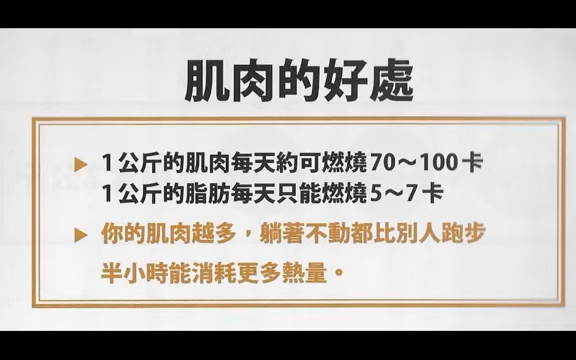 肌肉的好處
▶ 1公斤的肌肉每天約可燃燒70～100卡
1公斤的脂肪每天只能燃燒5～7卡
▶ 你的肌肉越多，躺著不動都比別人跑步
半小時能消耗更多熱量。